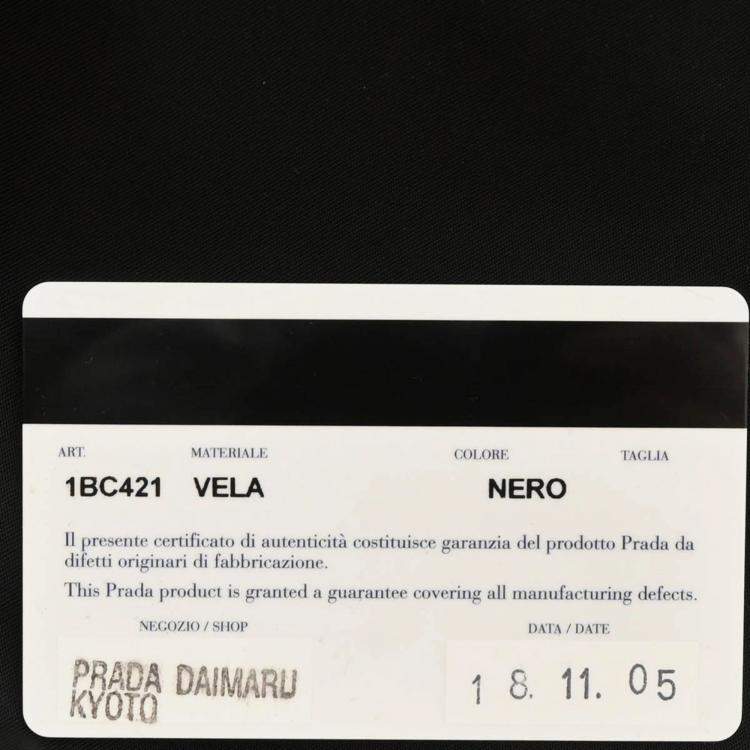 ART. MATERIALE COLORE TAGLIA
1BC421 VELA NERO
Il presente certificato di autenticità costituisce garanzia del prodotto Prada da
difetti originari di fabbricazione.
This Prada product is granted a guarantee covering all manufacturing defects.
NEGOZIO / SHOP DATA / DATE
PRADA DAIMARU
KYOTO
18. 11. 05